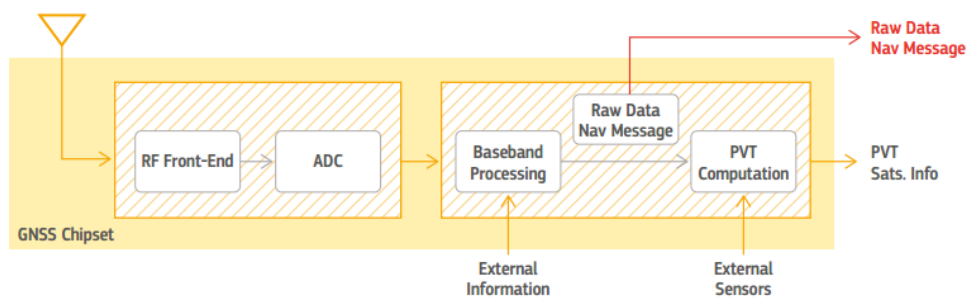 Raw Data
Nav Message
Raw Data
Nav Message
RF Front-End
ADC
Baseband
Processing
PVT
Computation
PVT
Sats. Info
GNSS Chipset
External
Information
External
Sensors